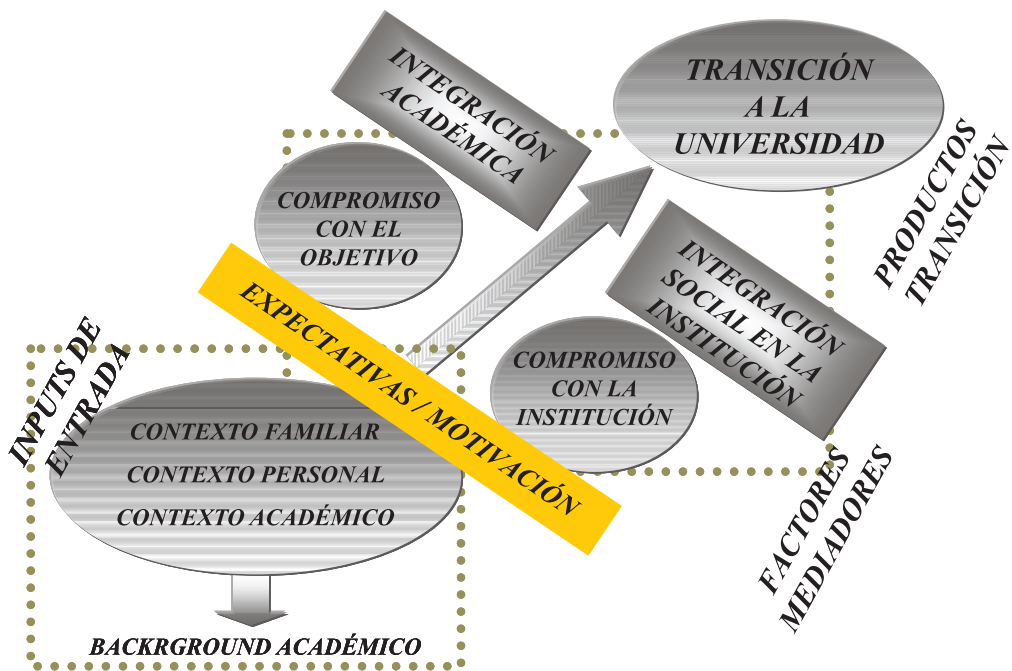 INTEGRACIÓN
ACADÉMICA
TRANSICIÓN
A LA
UNIVERSIDAD
PRODUCTOS
TRANSICIÓN
COMPROMISO
CON EL
OBJETIVO
INTEGRACIÓN
SOCIAL EN LA
INSTITUCIÓN
EXPECTATIVAS / MOTIVACIÓN
COMPROMISO
CON LA
INSTITUCIÓN
INPUTS DE
ENTRADA
CONTEXTO FAMILIAR
CONTEXTO PERSONAL
CONTEXTO ACADÉMICO
FACTORES
MEDIADORES
BACKRGROUND ACADÉMICO